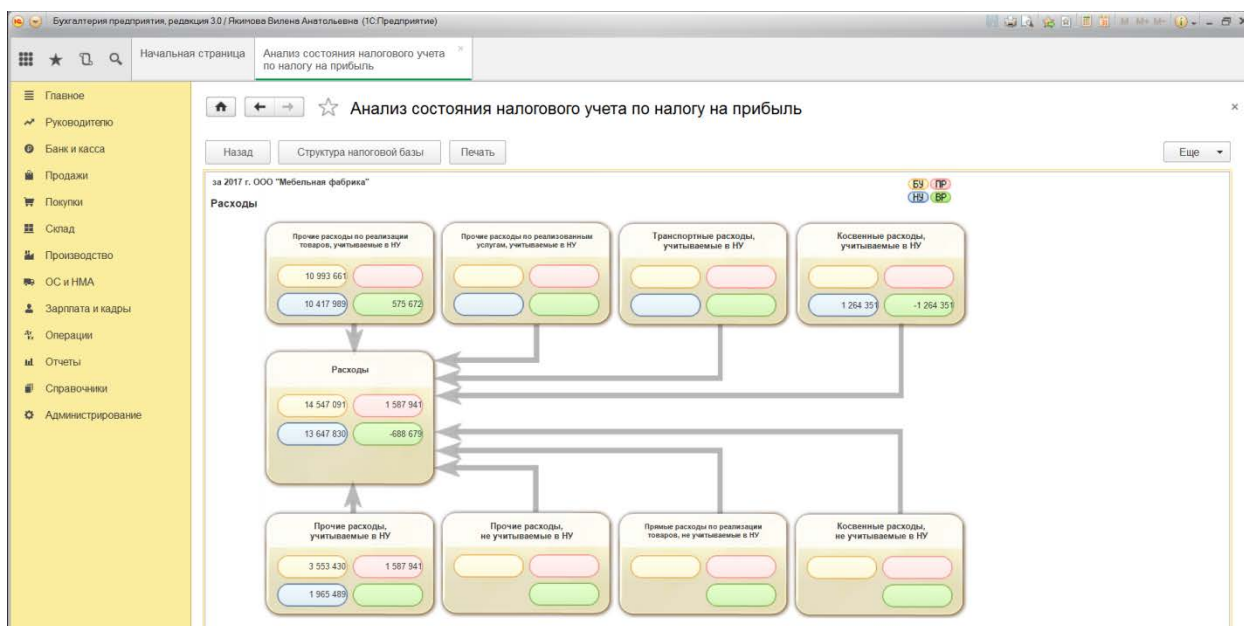 Бухгалтерия предприятия, редакция 3.0 / Якимова Вилена Анатольевна (1С:Предприятие)
M M+ M-
Начальная страница
Анализ состояния налогового учета
по налогу на прибыль
Главное
Руководителю
Банк и касса
Продажи
Покупки
Склад
Производство
ОС и НМА
Зарплата и кадры
Операции
Отчеты
Справочники
Администрирование
Анализ состояния налогового учета по налогу на прибыль
Назад
Структура налоговой базы
Печать
Еще
за 2017 г. ООО "Мебельная фабрика"
БУ ПР
НУ ВР
Расходы
Прочие расходы по реализации
товаров, учитываемые в НУ
10 993 661
10 417 989 575 672
Прочие расходы по реализованным
услугам, учитываемые в НУ
Транспортные расходы,
учитываемые в НУ
Косвенные расходы,
учитываемые в НУ
1 264 351 -1 264 351
Расходы
14 547 091 1 587 941
13 647 830 -688 679
Прочие расходы,
учитываемые в НУ
3 553 430 1 587 941
1 965 489
Прочие расходы,
не учитываемые в НУ
Прямые расходы по реализации
товаров, не учитываемые в НУ
Косвенные расходы,
не учитываемые в НУ